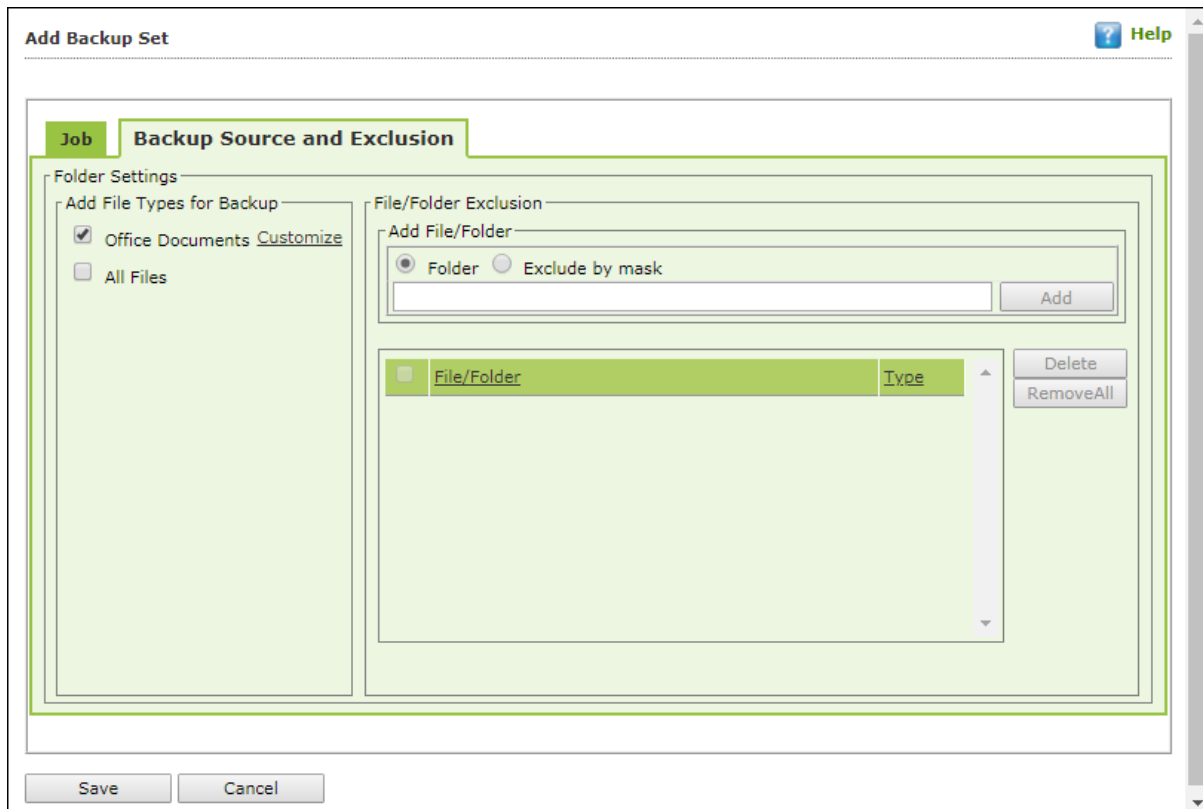 Add Backup Set
? Help
Job Backup Source and Exclusion
Folder Settings
Add File Types for Backup
Office Documents Customize
All Files
File/Folder Exclusion
Add File/Folder
Folder Exclude by mask
Add
File/Folder Type
Delete
RemoveAll
Save Cancel